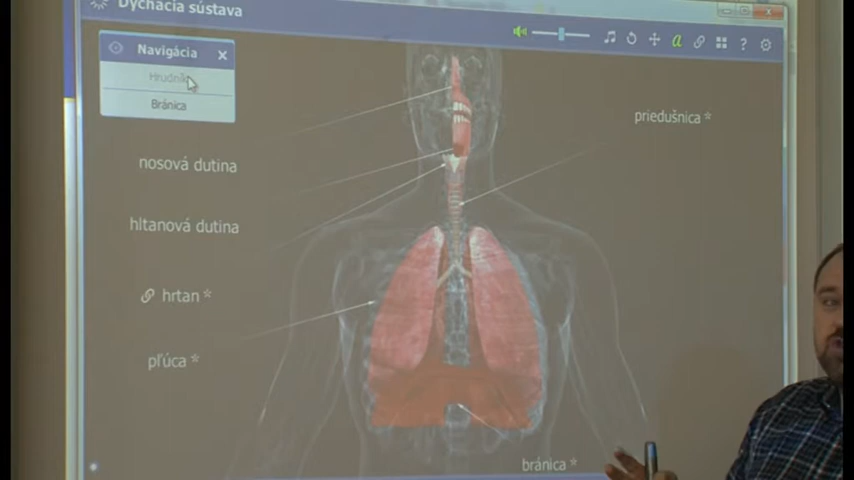 Dýchacia sústava
Navigácia
Hrudník
Bránica
nosová dutina
hltanová dutina
hrtan *
pľúca *
priedušnica *
bránica *